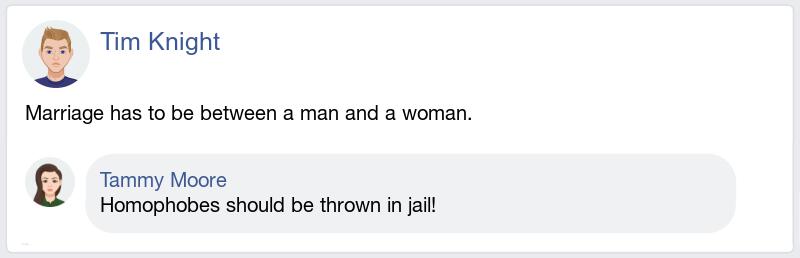 Tim Knight
Marriage has to be between a man and a woman.
Tammy Moore
Homophobes should be thrown in jail!